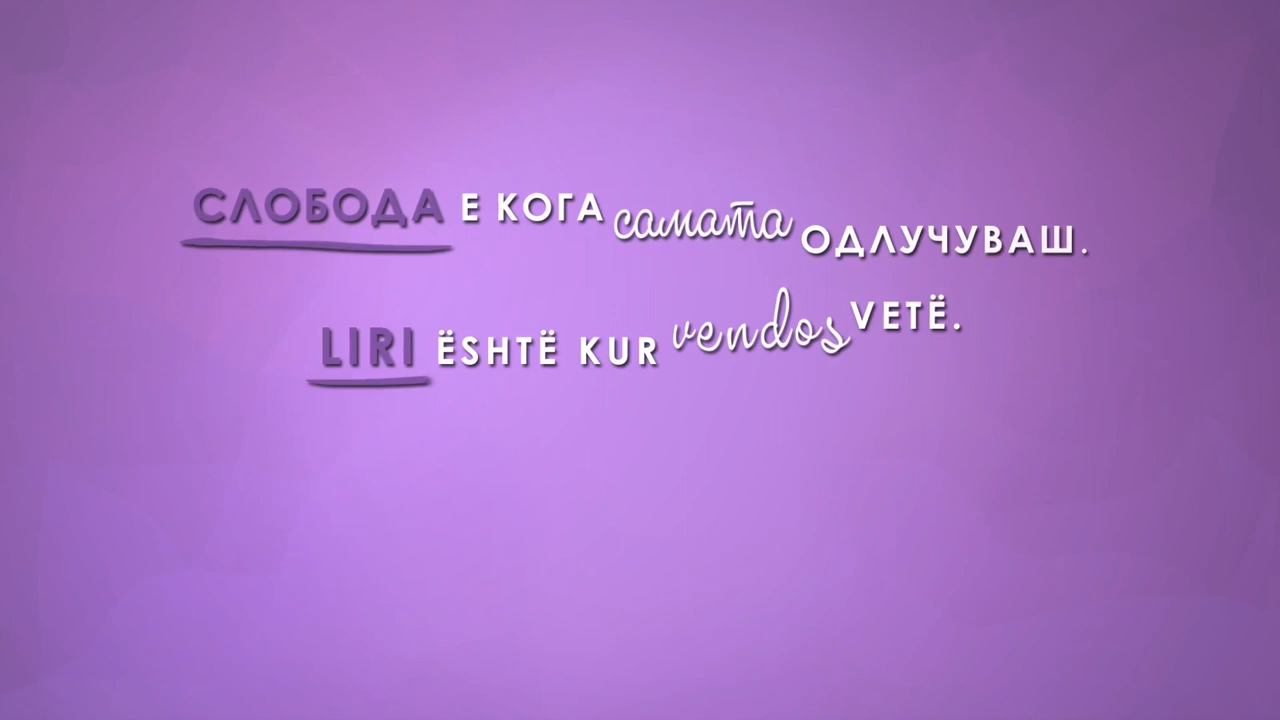 СЛОБОДА Е КОГА самата ОДЛУЧУВАШ.
LIRI ËSHTË KUR vendos VETË.